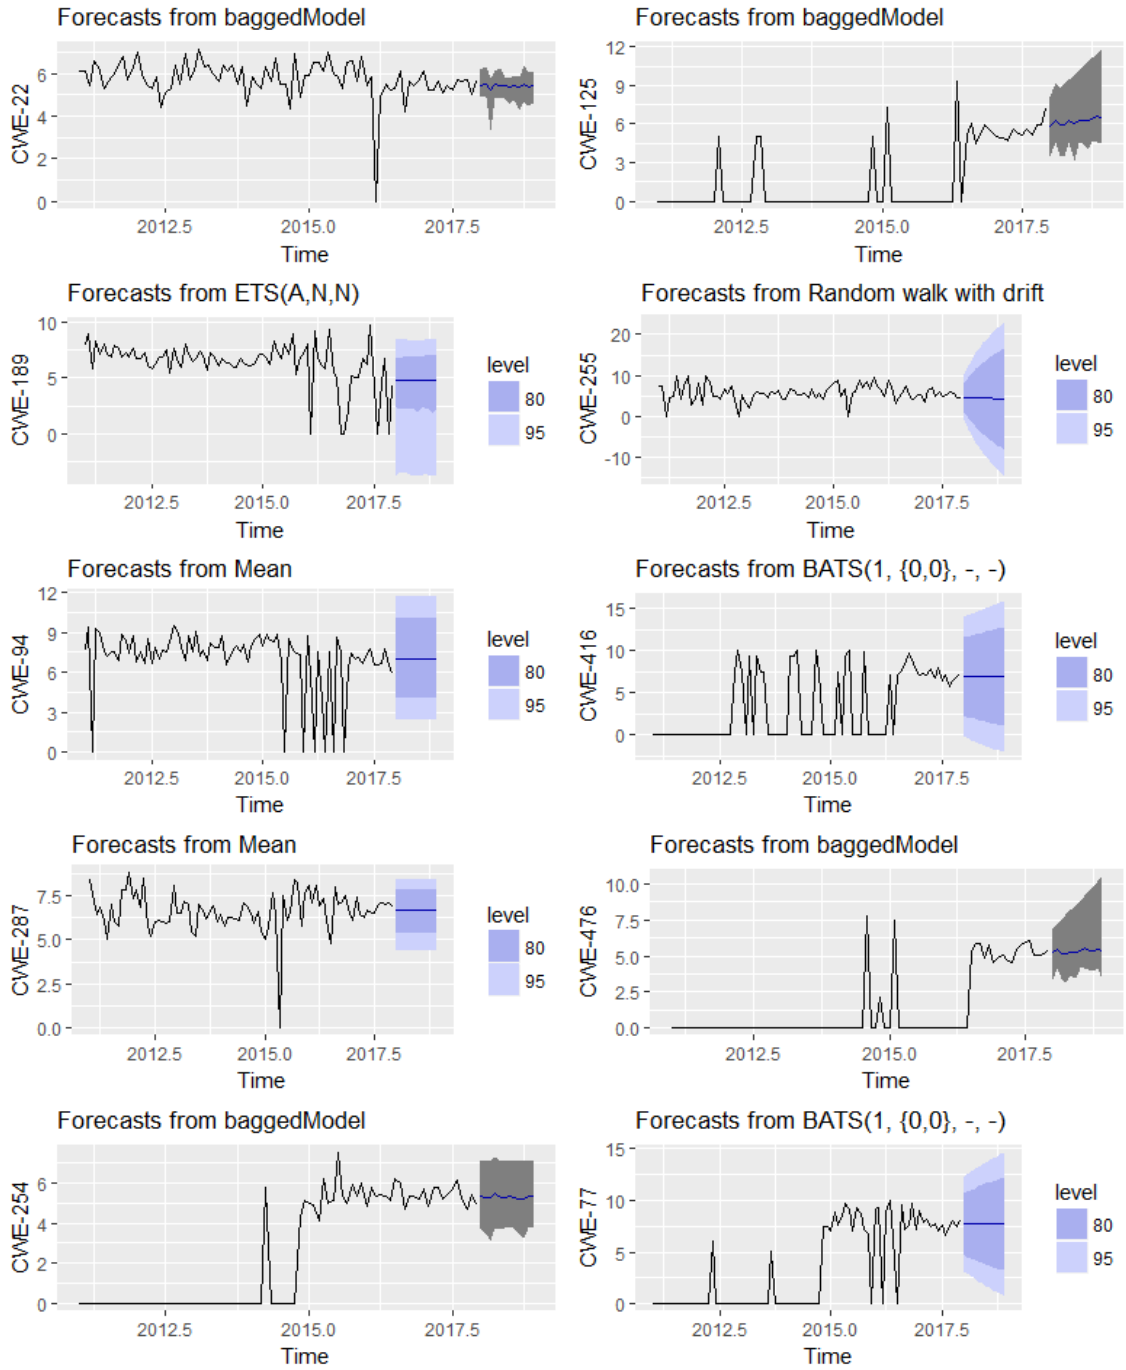 Forecasts from baggedModel
CWE-22
6
4
2
0
2012.5 2015.0 2017.5
Time
Forecasts from baggedModel
CWE-125
12
9
6
3
0
2012.5 2015.0 2017.5
Time
Forecasts from ETS(A,N,N)
CWE-189
10
5
0
2012.5 2015.0 2017.5
Time
level
80
95
Forecasts from Random walk with drift
CWE-255
20
10
0
-10
2012.5 2015.0 2017.5
Time
level
80
95
Forecasts from Mean
CWE-94
12
9
6
3
0
2012.5 2015.0 2017.5
Time
level
80
95
Forecasts from BATS(1, {0,0}, -, -)
CWE-416
15
10
5
0
2012.5 2015.0 2017.5
Time
level
80
95
Forecasts from Mean
CWE-287
7.5
5.0
2.5
0.0
2012.5 2015.0 2017.5
Time
level
80
95
Forecasts from baggedModel
CWE-476
10.0
7.5
5.0
2.5
0.0
2012.5 2015.0 2017.5
Time
Forecasts from baggedModel
CWE-254
6
4
2
0
2012.5 2015.0 2017.5
Time
Forecasts from BATS(1, {0,0}, -, -)
CWE-77
15
10
5
0
2012.5 2015.0 2017.5
Time
level
80
95